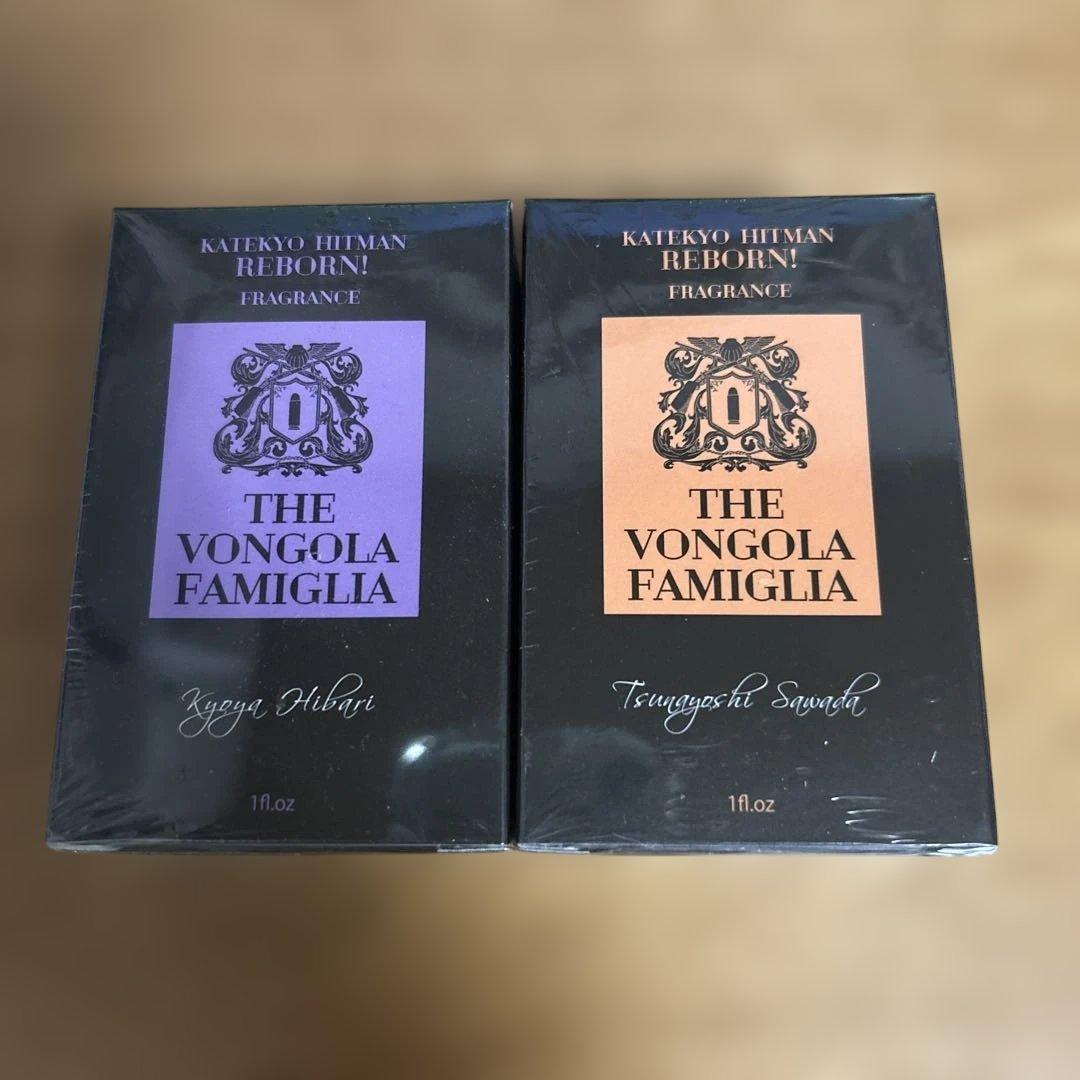 KATEKYO HITMAN
REBORN!
FRAGRANCE
THE
VONGOLA
FAMIGLIA
Kyoya Hibari
1fl.oz
KATEKYO HITMAN
REBORN!
FRAGRANCE
THE
VONGOLA
FAMIGLIA
Tsunayoshi Sawada
1fl.oz